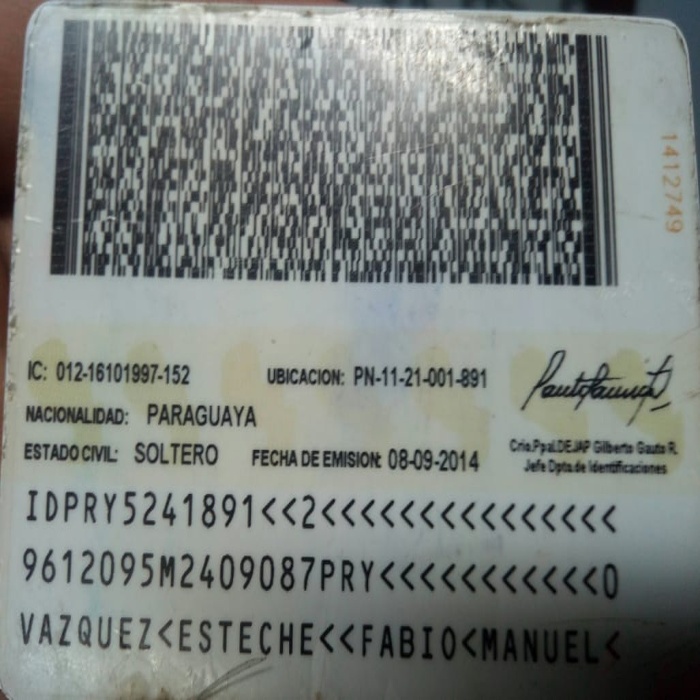 1412749
IC: 012-16101997-152 UBICACION: PN-11-21-001-891
NACIONALIDAD: PARAGUAYA
ESTADO CIVIL: SOLTERO FECHA DE EMISION: 08-09-2014
Crio.Ppal.DEJAP Gilberto Gauto R.
Jefe Dpto.de Identificaciones
IDPRY5241891<<2<<<<<<<<<<<<<<<
9612095M2409087PRY<<<<<<<<<<<0
VAZQUEZ<ESTECHE<<FABIO<MANUEL<